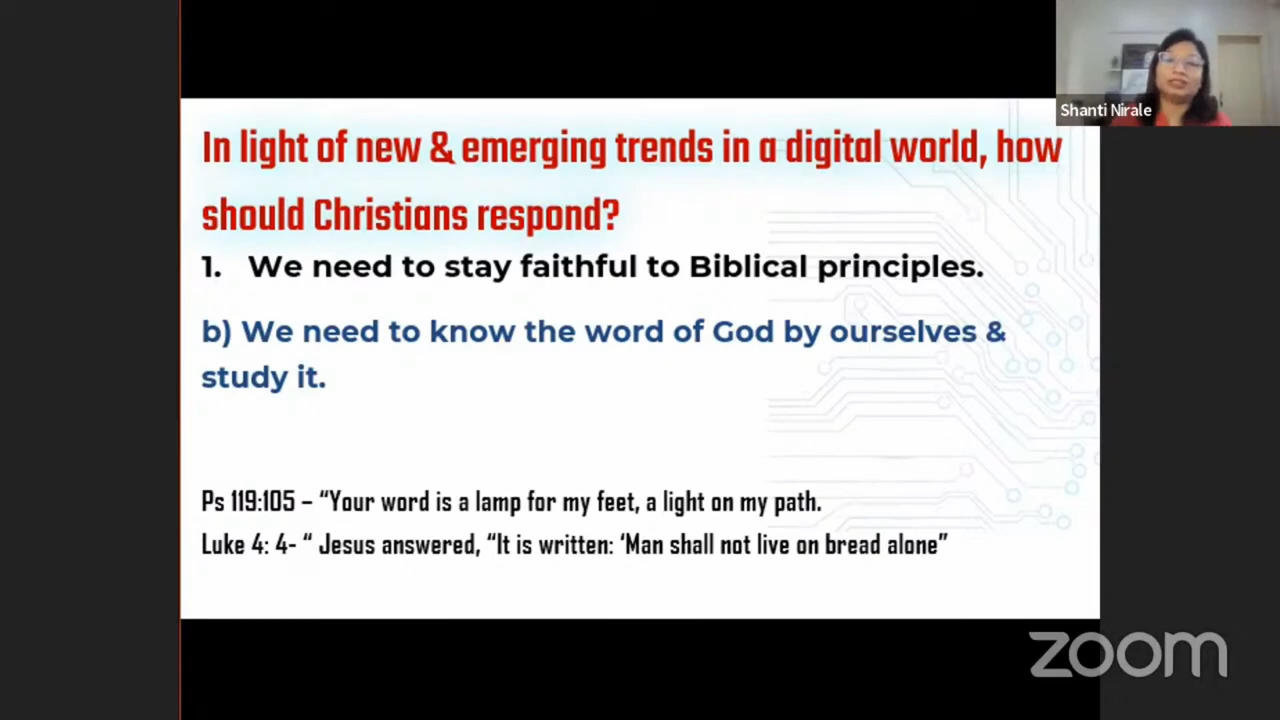 Shanti Nirale
In light of new & emerging trends in a digital world, how
should Christians respond?
1. We need to stay faithful to Biblical principles.
b) We need to know the word of God by ourselves &
study it.
Ps 119:105 – “Your word is a lamp for my feet, a light on my path.
Luke 4: 4- “ Jesus answered, “It is written: ‘Man shall not live on bread alone”
zoom